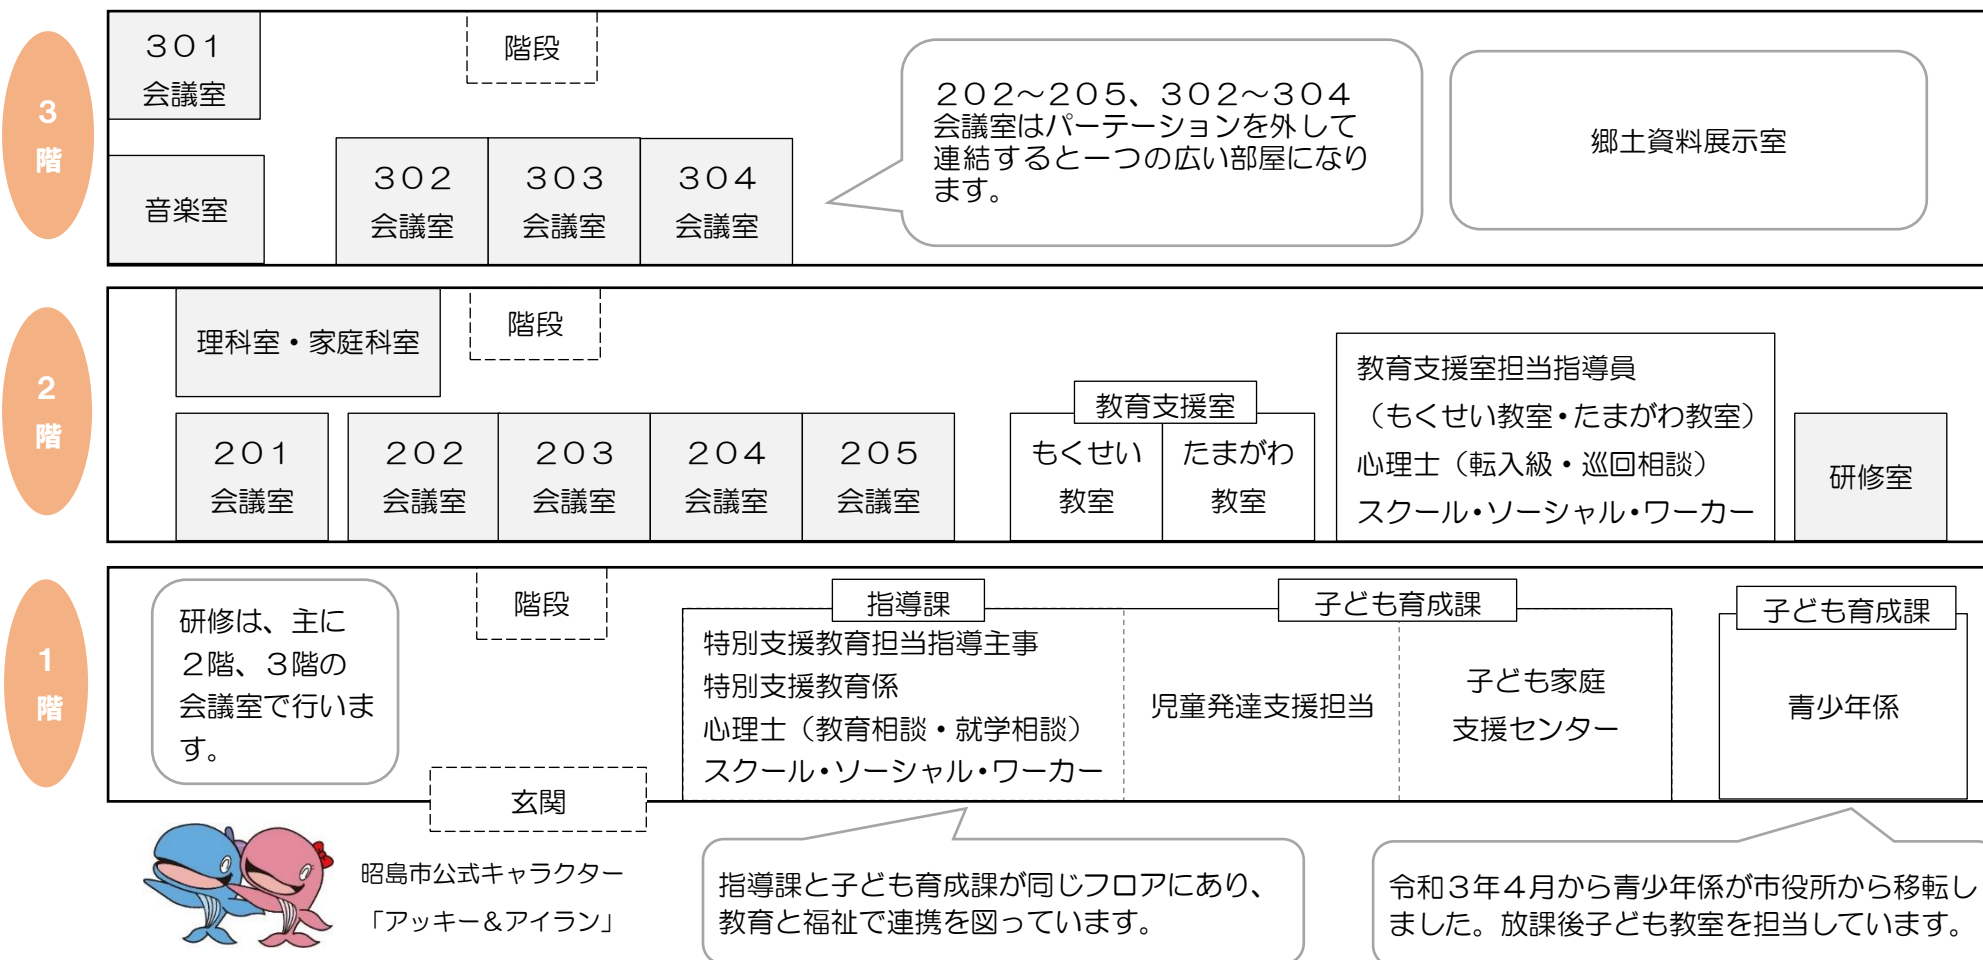 3
階
301
会議室
階段
音楽室
302
会議室
303
会議室
304
会議室
202～205、302～304
会議室はパーテーションを外して
連結すると一つの広い部屋になり
ます。
郷土資料展示室
2
階
理科室・家庭科室
階段
201
会議室
202
会議室
203
会議室
204
会議室
205
会議室
教育支援室
もくせい
教室
たまがわ
教室
教育支援室担当指導員
（もくせい教室・たまがわ教室）
心理士（転入級・巡回相談）
スクール・ソーシャル・ワーカー
研修室
1
階
研修は、主に
２階、３階の
会議室で行いま
す。
階段
玄関
指導課
特別支援教育担当指導主事
特別支援教育係
心理士（教育相談・就学相談）
スクール・ソーシャル・ワーカー
子ども育成課
児童発達支援担当
子ども家庭
支援センター
子ども育成課
青少年係
昭島市公式キャラクター
「アッキー＆アイラン」
指導課と子ども育成課が同じフロアにあり、
教育と福祉で連携を図っています。
令和３年４月から青少年係が市役所から移転し
ました。放課後子ども教室を担当しています。